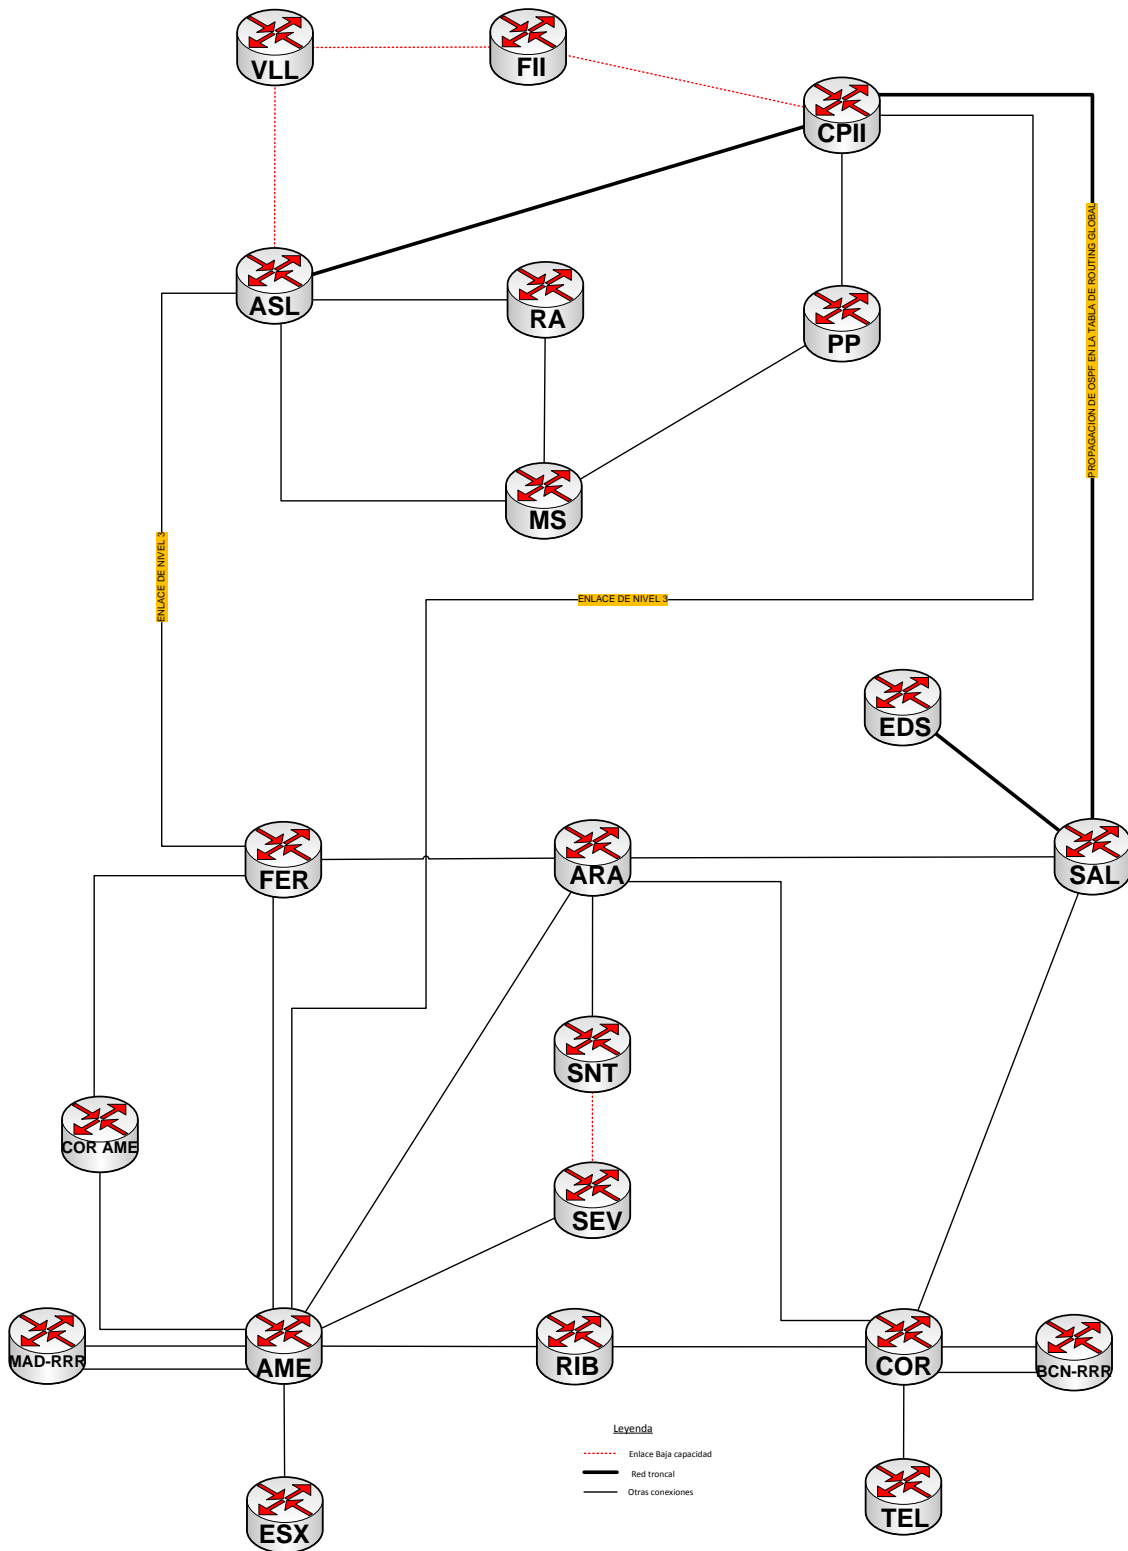 VLL
FII
CPII
ASL
RA
PP
MS
PROPAGACION DE OSPF EN LA TABLA DE ROUTING GLOBAL
ENLACE DE NIVEL 3
ENLACE DE NIVEL 3
EDS
FER
ARA
SAL
SNT
COR AME
SEV
MAD-RRR
AME
RIB
COR
BCN-RRR
Leyenda
Enlace Baja capacidad
Red troncal
Otras conexiones
ESX
TEL